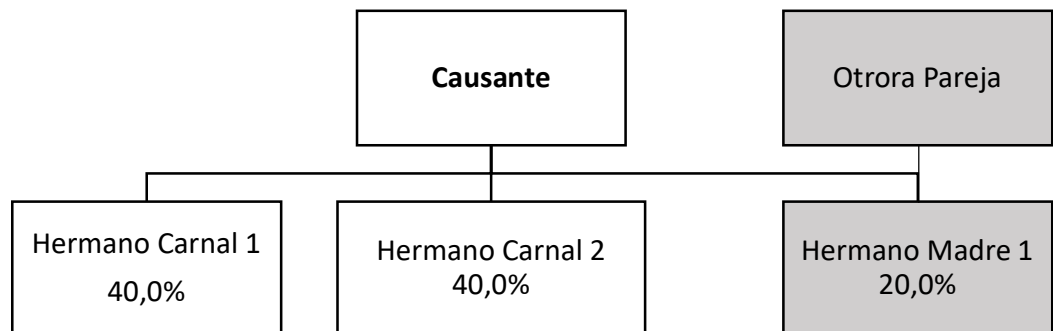 Causante
Otrora Pareja
Hermano Carnal 1
40,0%
Hermano Carnal 2
40,0%
Hermano Madre 1
20,0%